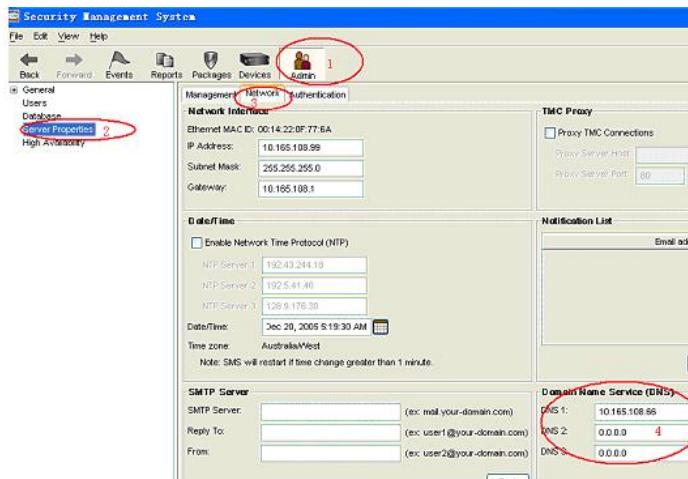 Security Management System
File Edit View Help
Back Forward Events Reports Packages Devices Admin 1
General
Users
Database
Server Properties 2
High Availability
Management Network Authentication
3
Network Interface
Ethernet MAC ID: 00:14:22:0F:77:6A
IP Address: 10.165.108.99
Subnet Mask: 255.255.255.0
Gateway: 10.165.108.1
TMC Proxy
Proxy TMC Connections
Proxy Server Host:
Proxy Server Port: 80
Date/Time
Enable Network Time Protocol (NTP)
NTP Server 1: 192.43.244.18
NTP Server 2: 192.5.41.40
NTP Server 3: 128.9.176.30
Date/Time: Dec 20, 2005 5:19:30 AM
Time zone: Australia/West
Note: SMS will restart if time change greater than 1 minute.
Notification List
Email ad
SMTP Server
SMTP Server: (ex: mail.your-domain.com)
Reply To: (ex: user1@your-domain.com)
From: (ex: user2@your-domain.com)
Domain Name Service (DNS)
DNS 1: 10.165.108.66
DNS 2: 0.0.0.0 4
DNS 3: 0.0.0.0